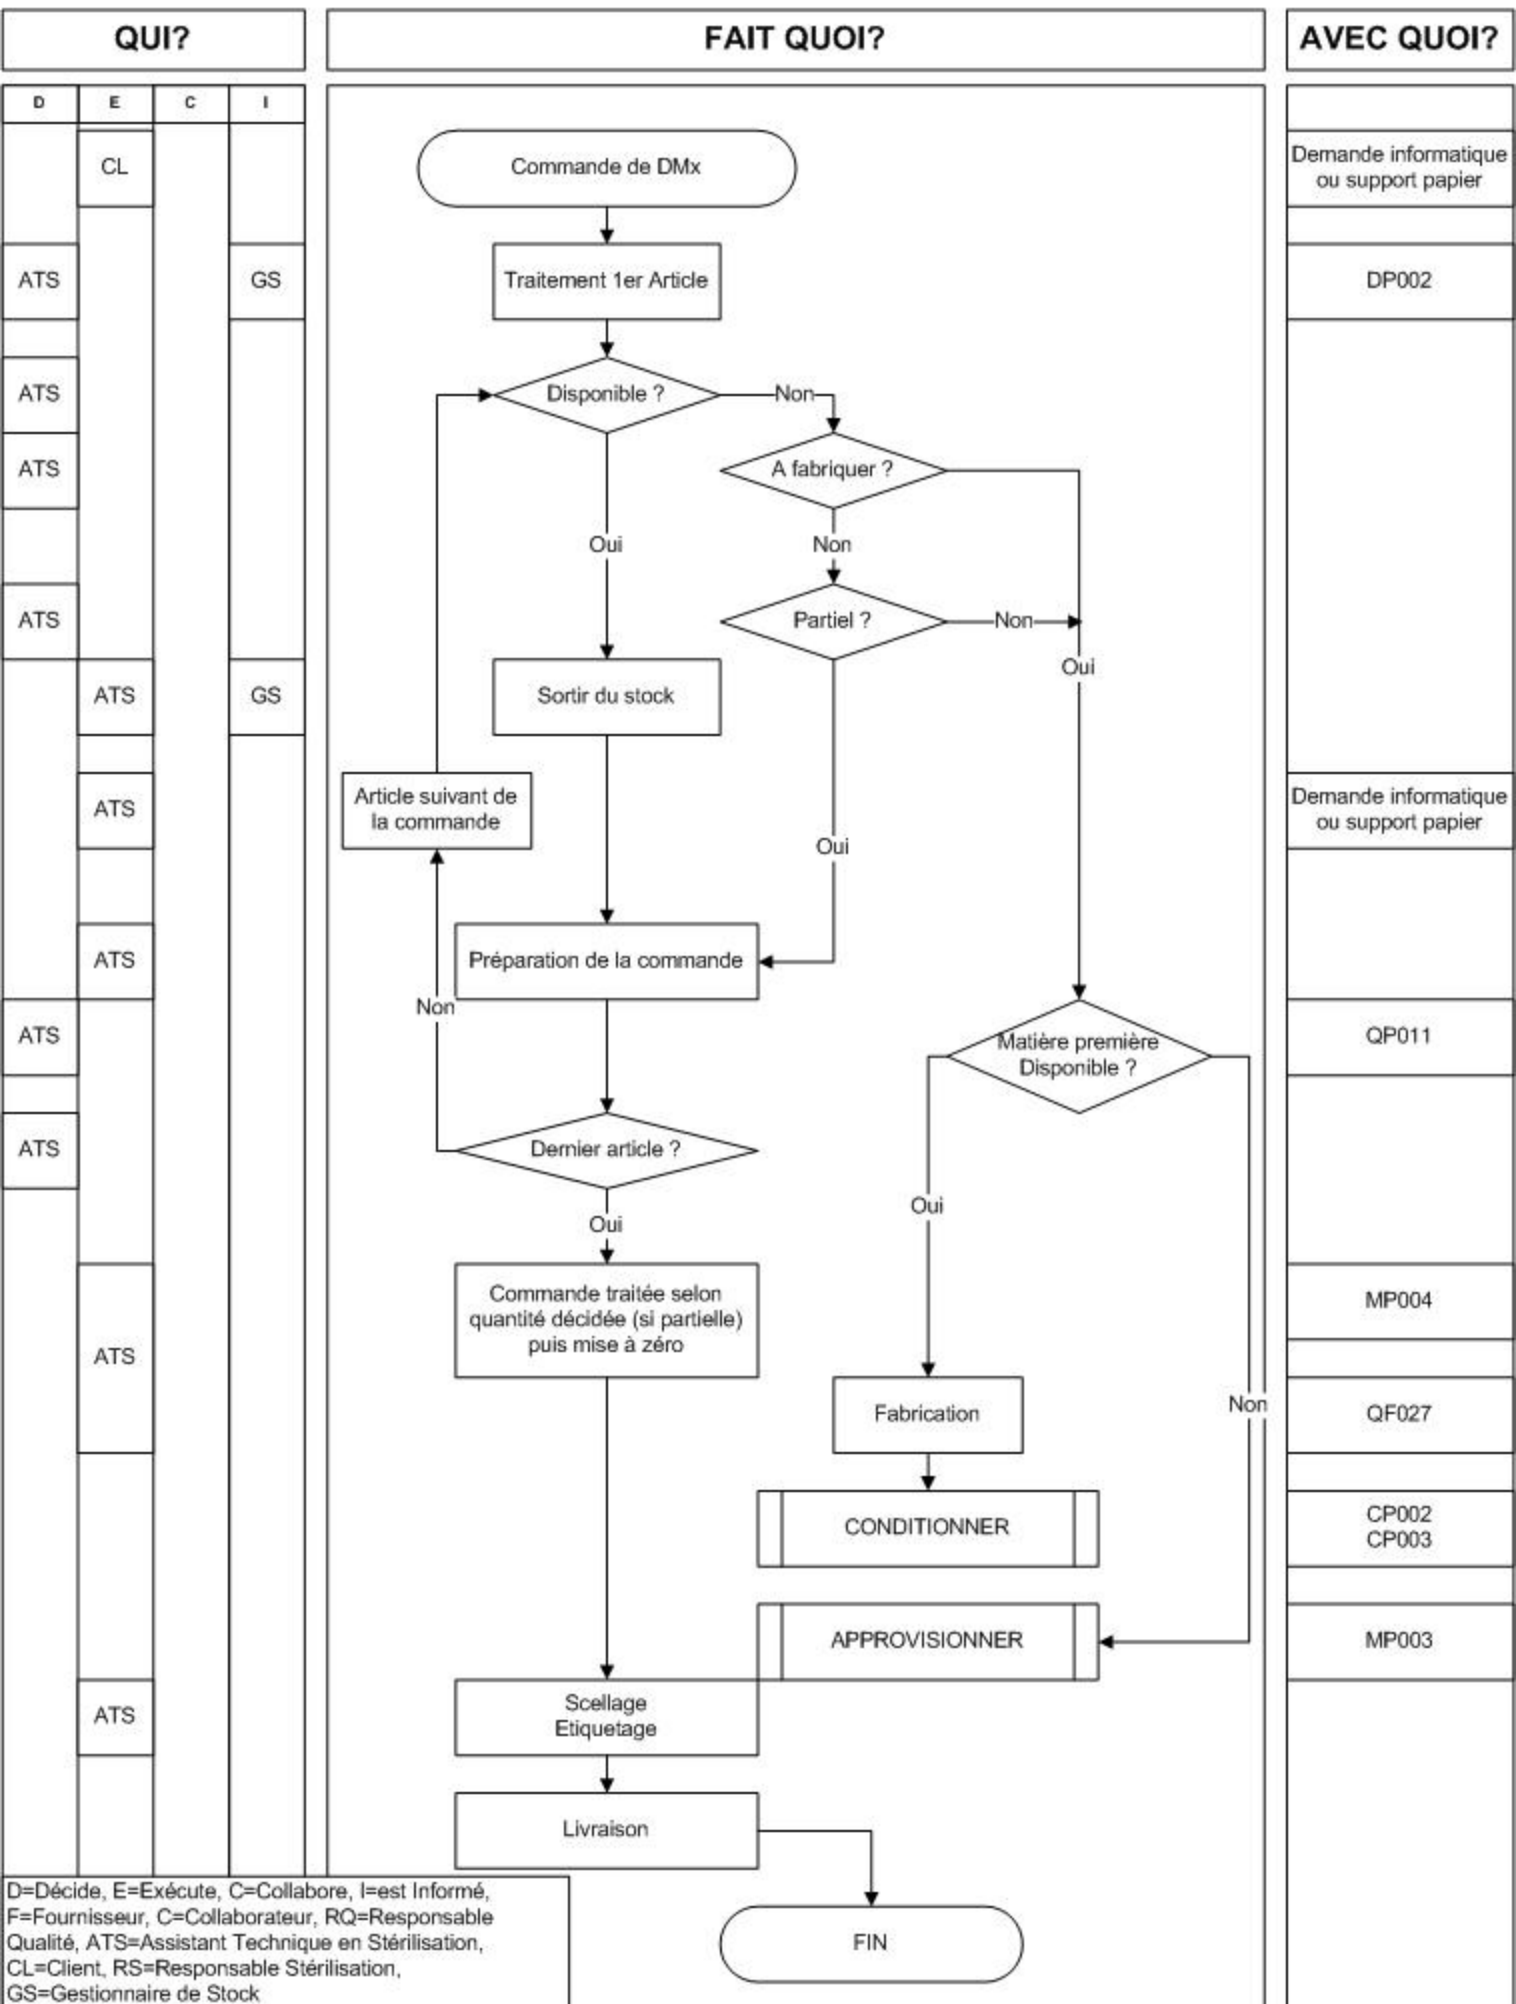 QUI?
FAIT QUOI?
AVEC QUOI?
D
E
C
I
CL
Commande de DMx
Demande informatique
ou support papier
ATS
GS
Traitement 1er Article
DP002
ATS
Disponible ?
Non
ATS
A fabriquer ?
Oui
Non
ATS
Partiel ?
Non
Oui
ATS
GS
Sortir du stock
ATS
Article suivant de
la commande
Demande informatique
ou support papier
Oui
ATS
Préparation de la commande
Non
ATS
Matière première
Disponible ?
QP011
ATS
Dernier article ?
Oui
Oui
ATS
Commande traitée selon
quantité décidée (si partielle)
puis mise à zéro
MP004
Non
Fabrication
QF027
CONDITIONNER
CP002
CP003
APPROVISIONNER
MP003
ATS
Scellage
Etiquetage
Livraison
FIN
D=Décide, E=Exécute, C=Collabore, I=est Informé,
F=Fournisseur, C=Collaborateur, RQ=Responsable
Qualité, ATS=Assistant Technique en Stérilisation,
CL=Client, RS=Responsable Stérilisation,
GS=Gestionnaire de Stock